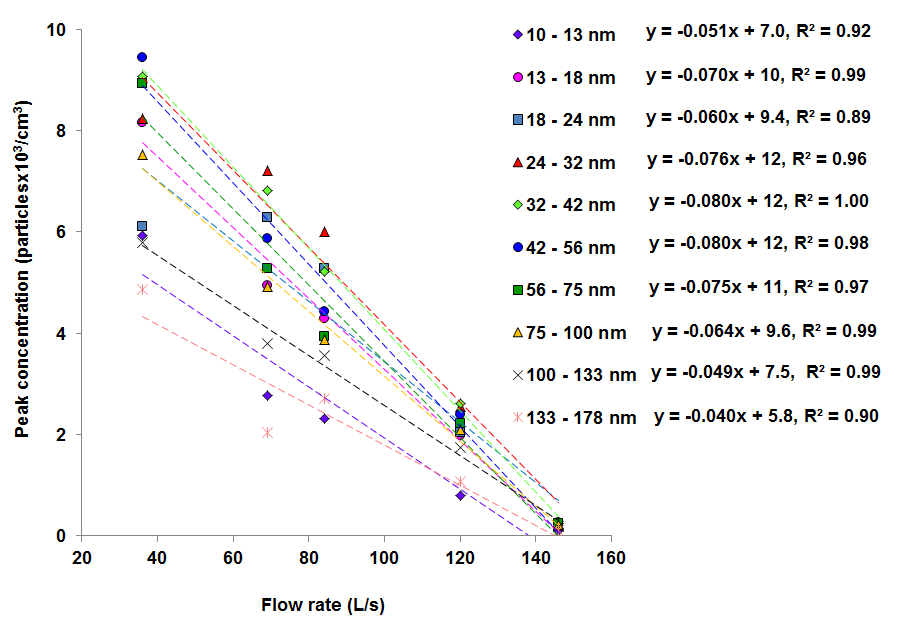 10
8
6
4
2
0
20
40
60
80
100
120
140
160
Peak concentration (particlesx10³/cm³)
Flow rate (L/s)
10 - 13 nm y = -0.051x + 7.0, R² = 0.92
13 - 18 nm y = -0.070x + 10, R² = 0.99
18 - 24 nm y = -0.060x + 9.4, R² = 0.89
24 - 32 nm y = -0.076x + 12, R² = 0.96
32 - 42 nm y = -0.080x + 12, R² = 1.00
42 - 56 nm y = -0.080x + 12, R² = 0.98
56 - 75 nm y = -0.075x + 11, R² = 0.97
75 - 100 nm y = -0.064x + 9.6, R² = 0.99
100 - 133 nm y = -0.049x + 7.5, R² = 0.99
133 - 178 nm y = -0.040x + 5.8, R² = 0.90